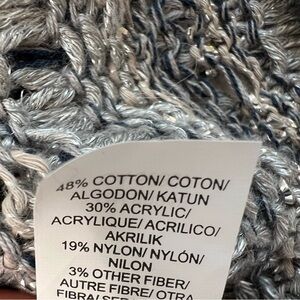 48% COTTON/ COTON/
ALGODON/ KATUN
30% ACRYLIC/
ACRYLIQUE/ ACRILICO/
AKRILIK
19% NYLON/ NYLÓN/
NILON
3% OTHER FIBER/
AUTRE FIBRE/ OTRA
FIBRA/